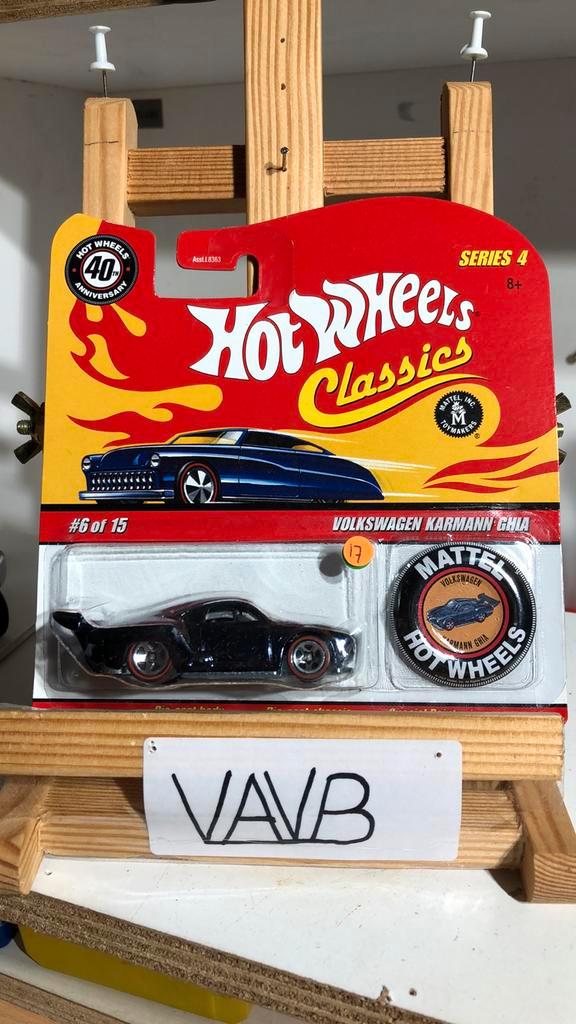 HOT WHEELS
40TH
ANNIVERSARY
Asst.L8363
SERIES 4
8+
HOT WHEELS
Classics
MATTEL, INC.
M
TOYMAKERS
®
#6 of 15
VOLKSWAGEN KARMANN GHIA
17
MATTEL
VOLKSWAGEN
KARMANN GHIA
HOT WHEELS
VAVB